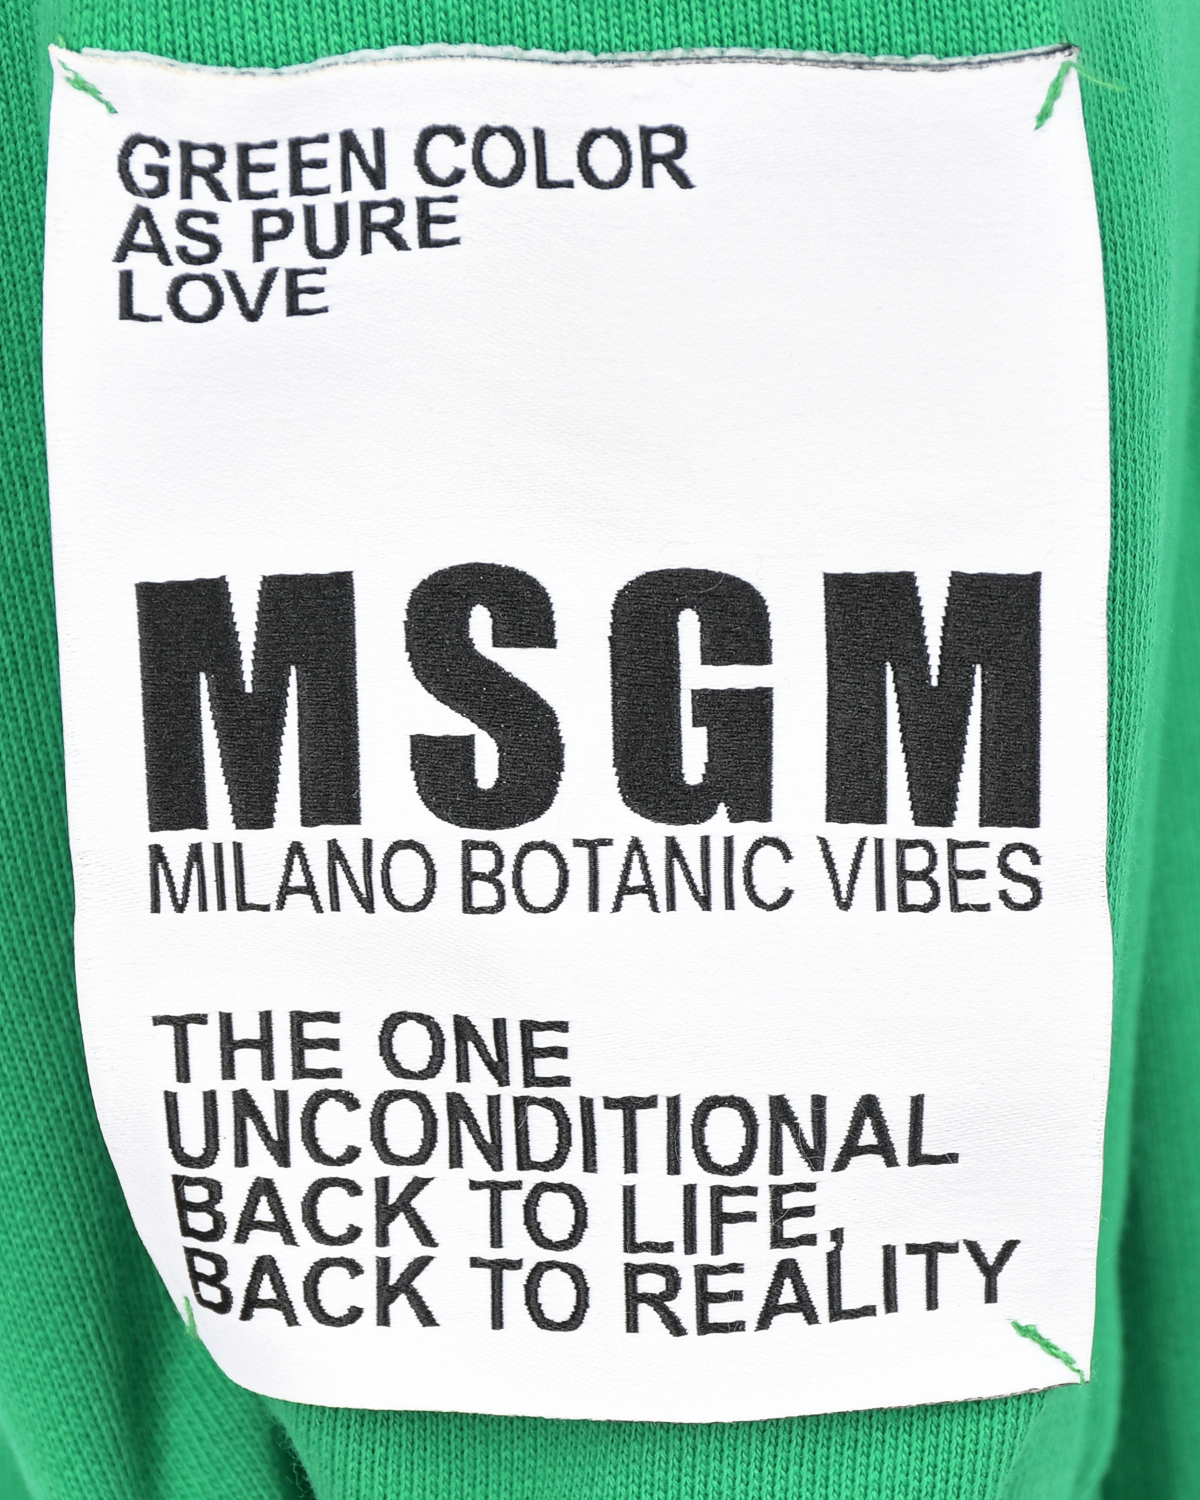 GREEN COLOR
AS PURE
LOVE
MSGM
MILANO BOTANIC VIBES
THE ONE
UNCONDITIONAL
BACK TO LIFE,
BACK TO REALITY